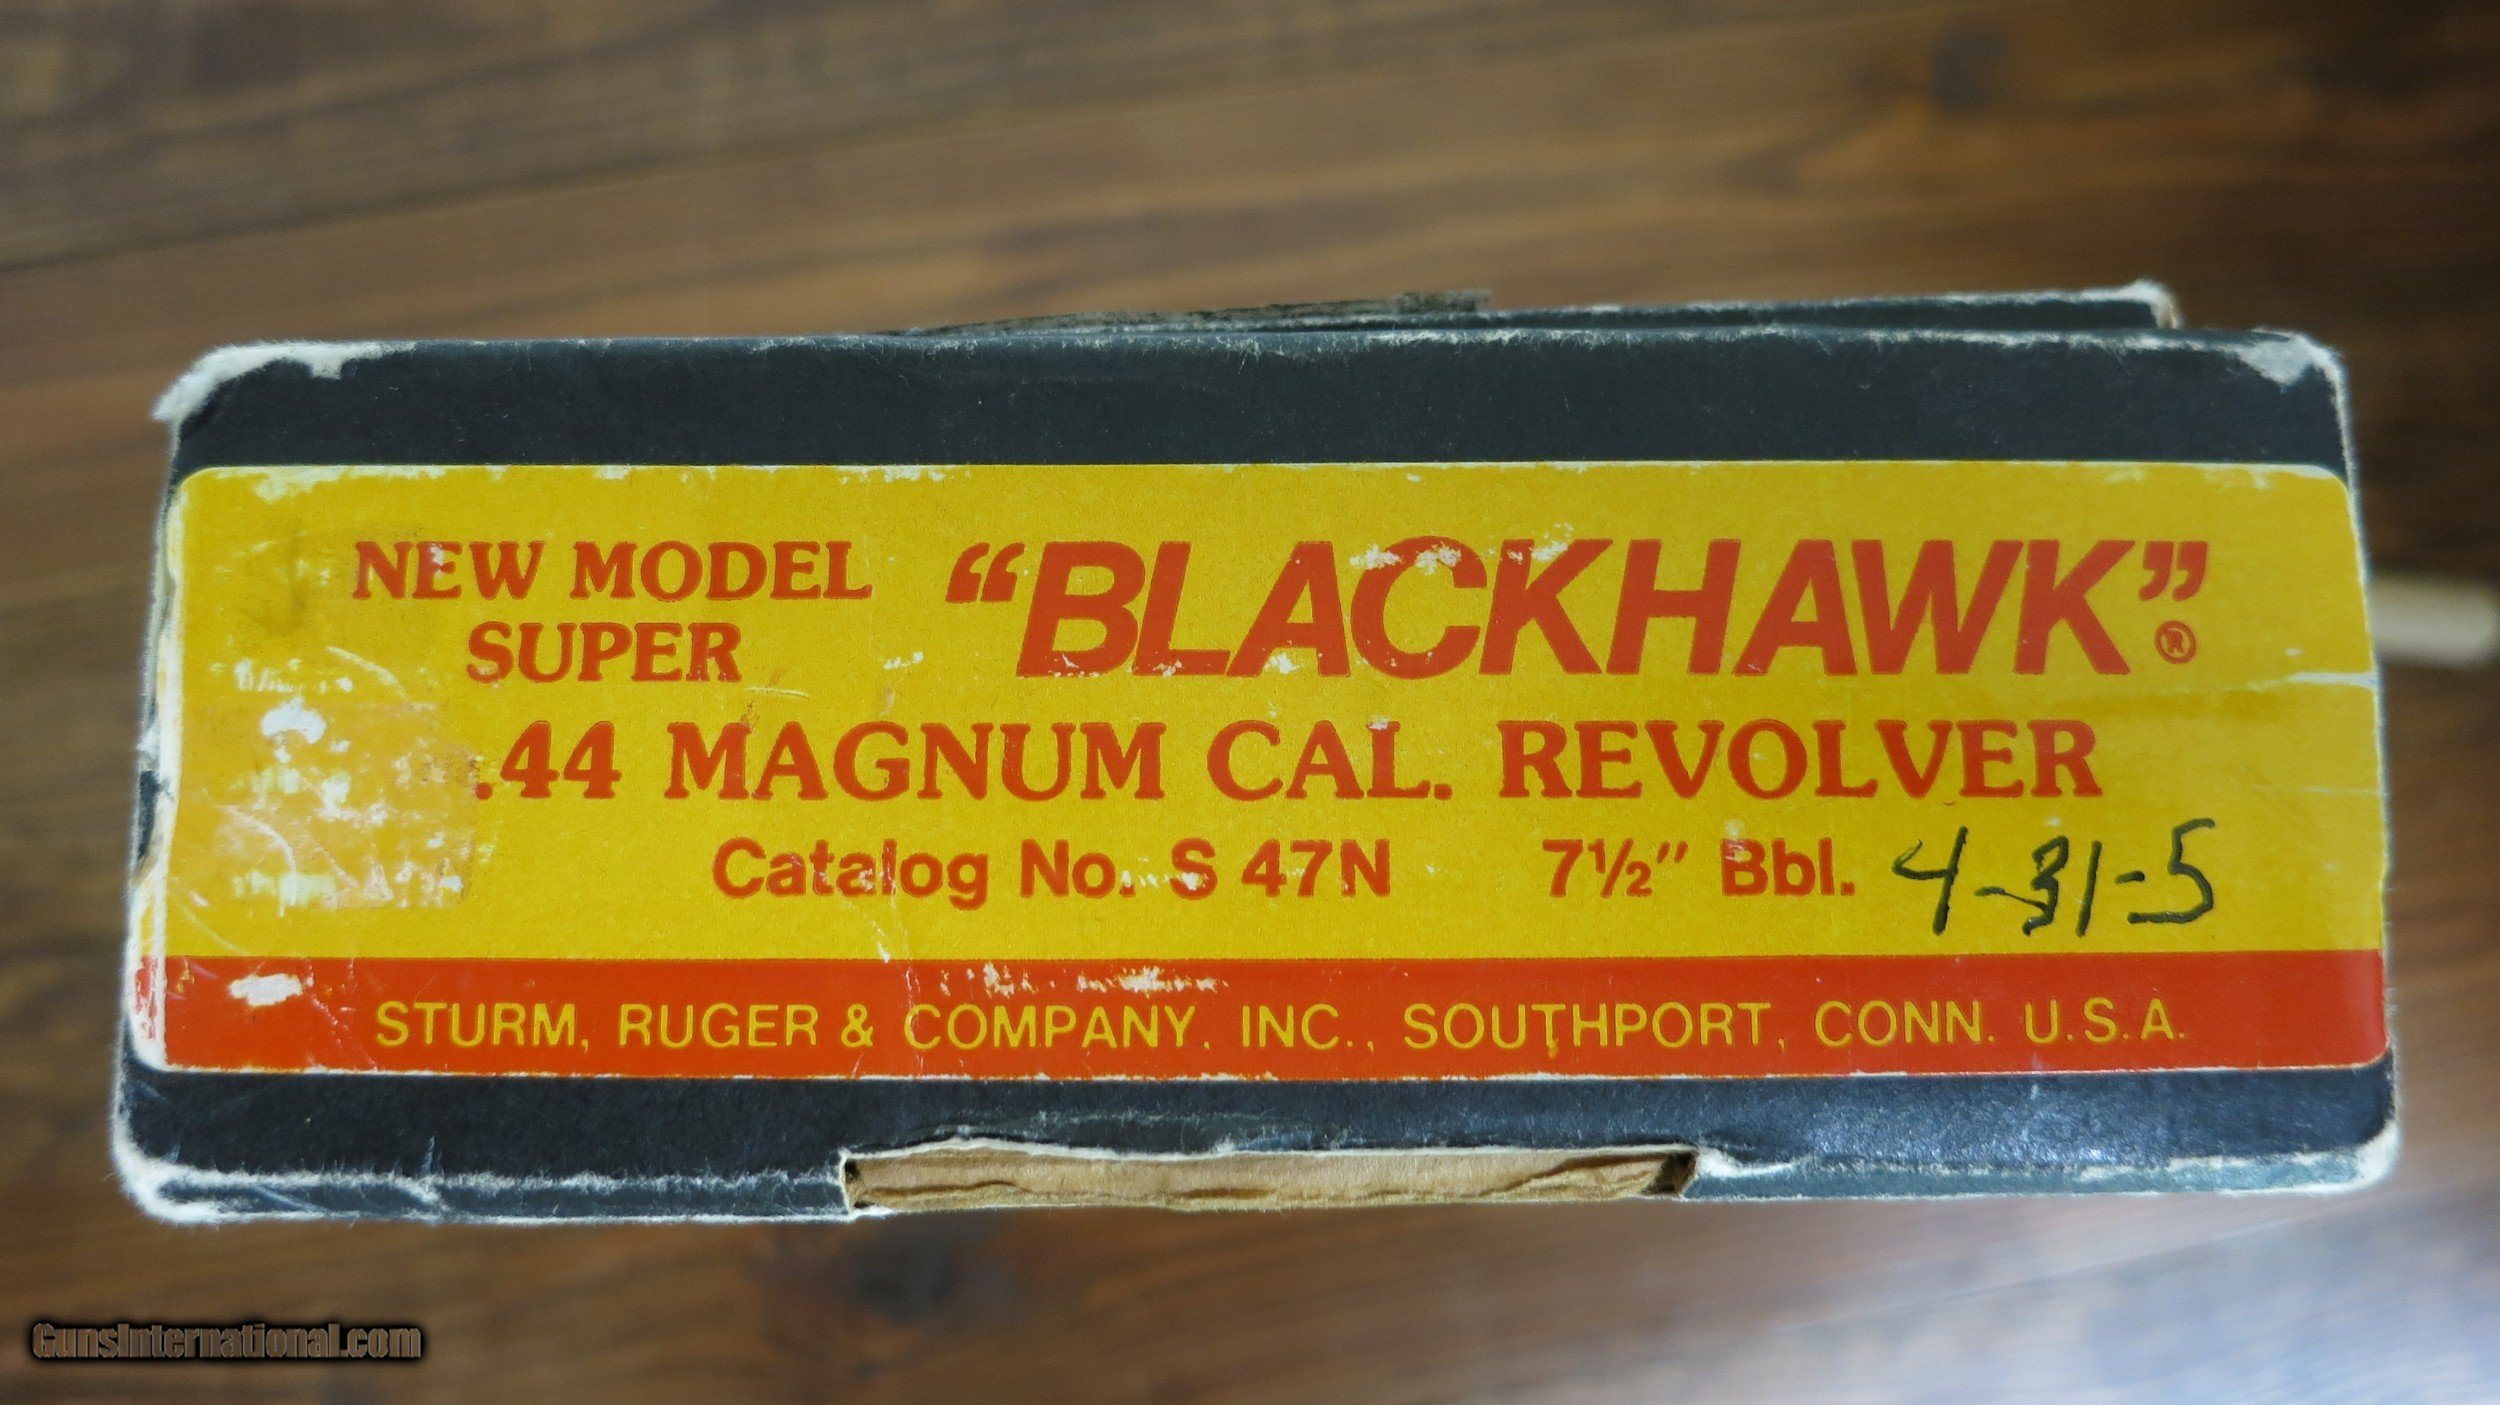 NEW MODEL “BLACKHAWK”®
SUPER
.44 MAGNUM CAL. REVOLVER
Catalog No. S 47N 7½" Bbl. 4-31-5
STURM, RUGER & COMPANY, INC., SOUTHPORT, CONN. U.S.A.
GunsInternational.com